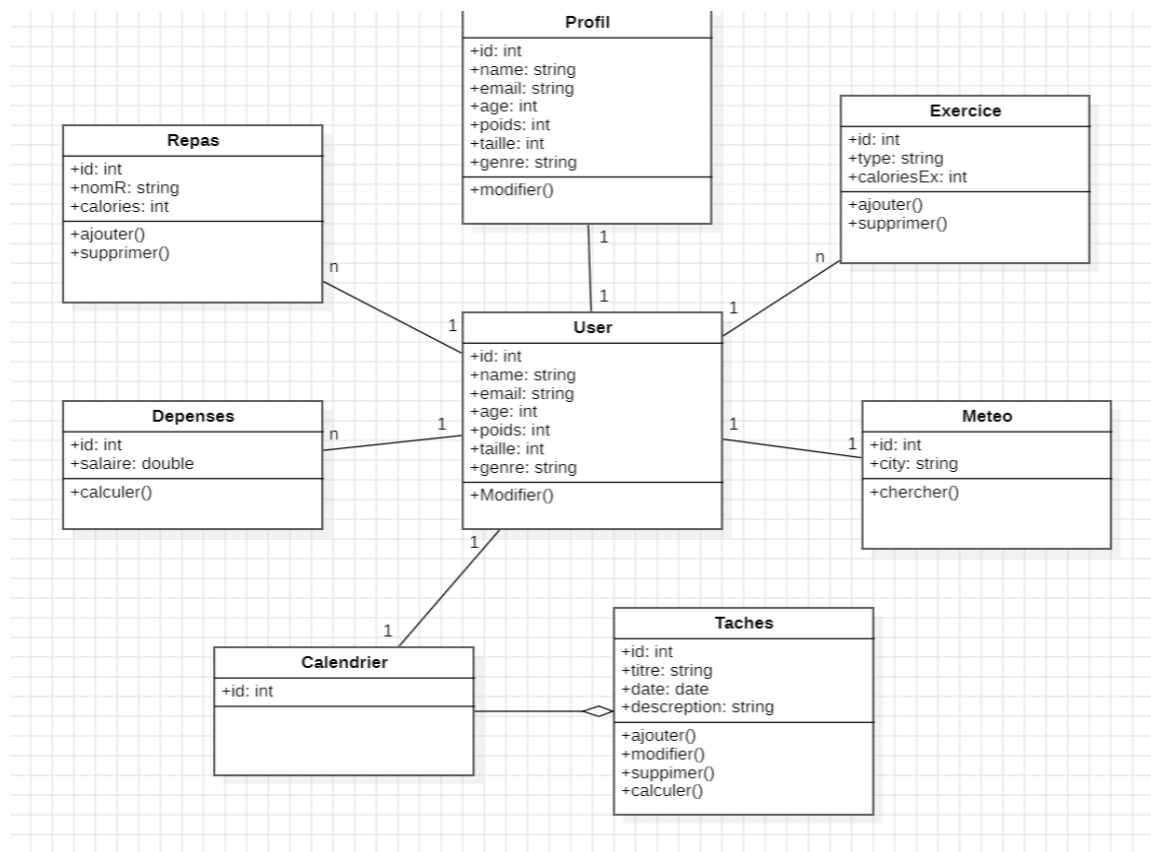 Profil
+id: int
+name: string
+email: string
+age: int
+poids: int
+taille: int
+genre: string
+modifier()
1
1
Exercice
+id: int
+type: string
+caloriesEx: int
+ajouter()
+supprimer()
n
1
Repas
+id: int
+nomR: string
+calories: int
+ajouter()
+supprimer()
n
1
User
+id: int
+name: string
+email: string
+age: int
+poids: int
+taille: int
+genre: string
+Modifier()
Depenses
+id: int
+salaire: double
+calculer()
n
1
1
1
Meteo
+id: int
+city: string
+chercher()
1
1
Calendrier
+id: int
Taches
+id: int
+titre: string
+date: date
+descreption: string
+ajouter()
+modifier()
+suppimer()
+calculer()